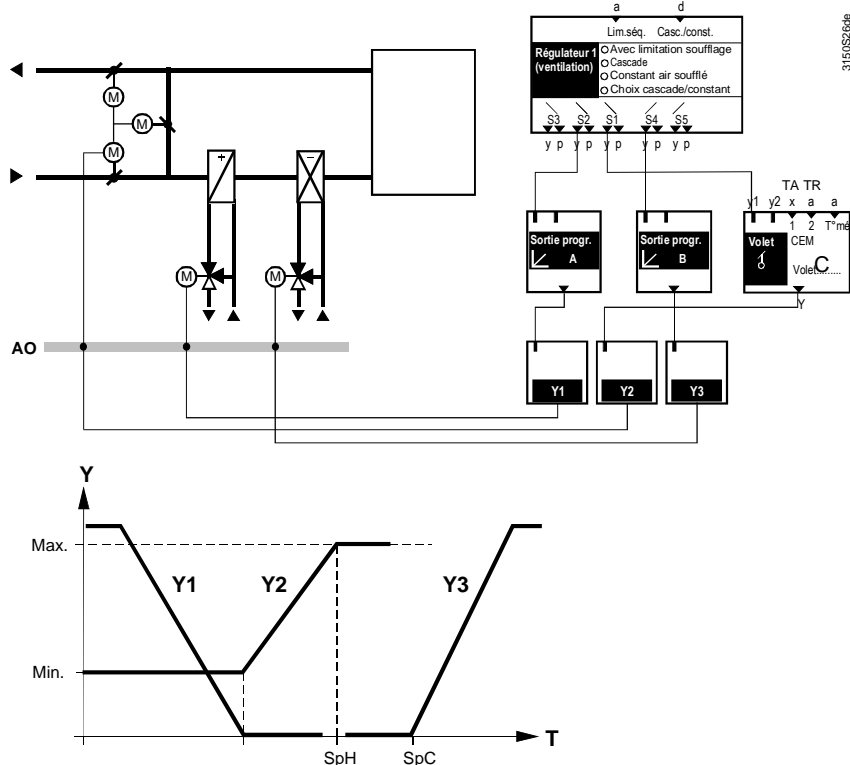 a d
Lim.séq. Casc./const.
Régulateur 1
(ventilation)
Avec limitation soufflage
Cascade
Constant air soufflé
Choix cascade/constant
S3 S2 S1 S4 S5
y p y p y p y p y p
3150S26de
M
M
M
+
–
M
M
AO
TA TR
y1 y2 x a a
1 2 T°mé
Sortie progr.
A
Sortie progr.
B
Volet
CEM
C
Volet.........
Y
Y1
Y2
Y3
Y
Max.
Y1
Y2
Y3
Min.
T
SpH
SpC